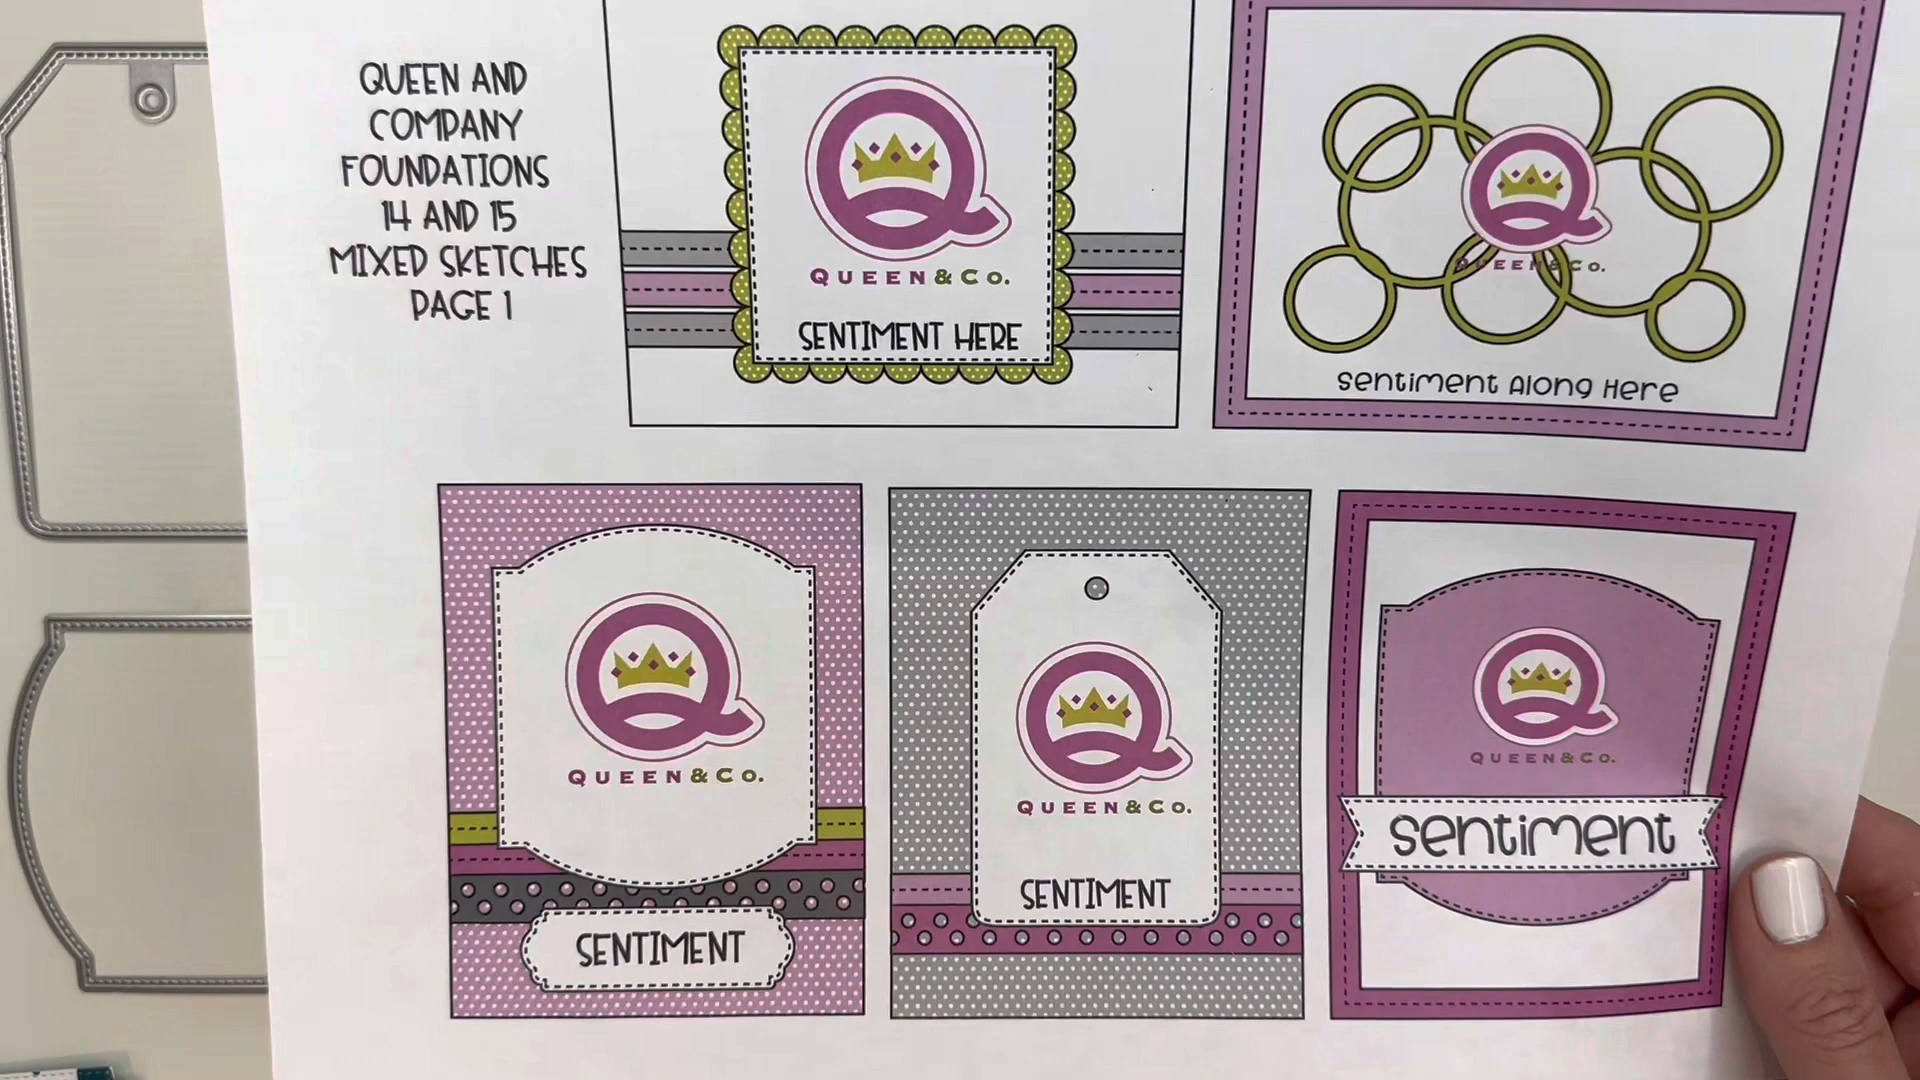 QUEEN AND
COMPANY
FOUNDATIONS
14 AND 15
MIXED SKETCHES
PAGE 1
QUEEN & CO.
SENTIMENT HERE
QUEEN & CO.
Sentiment Along Here
QUEEN & CO.
SENTIMENT
QUEEN & CO.
SENTIMENT
QUEEN & CO.
Sentiment